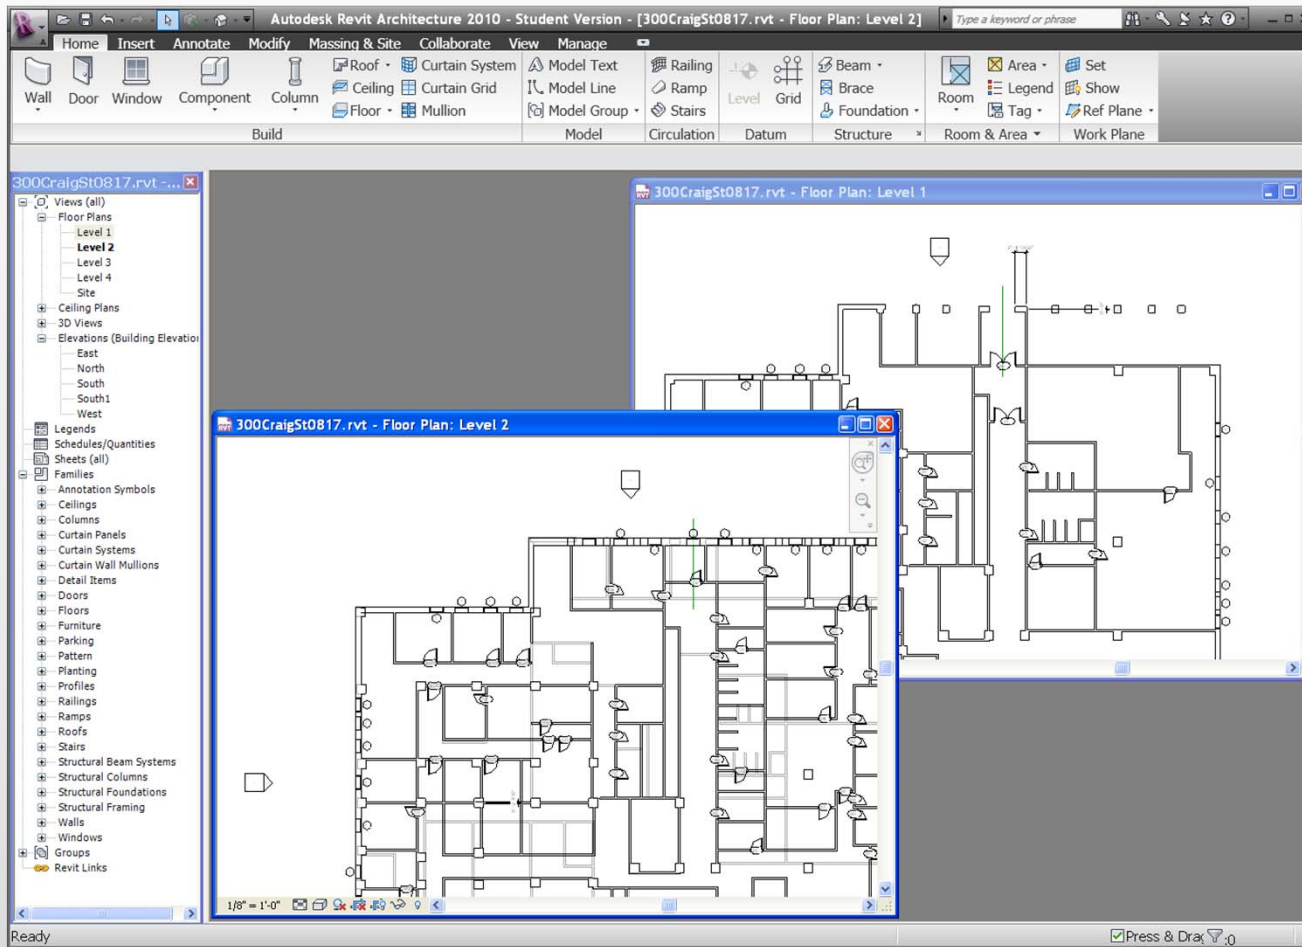 Autodesk Revit Architecture 2010 - Student Version - [300CraigSt0817.rvt - Floor Plan: Level 2]
Type a keyword or phrase
Home Insert Annotate Modify Massing & Site Collaborate View Manage
Roof Curtain System Model Text Railing Beam Area Set
Wall Door Window Component Column Ceiling Curtain Grid Model Line Ramp Level Grid Brace Room Legend Show
Floor Mullion Model Group Stairs Foundation Tag Ref Plane
Build Model Circulation Datum Structure Room & Area Work Plane
300CraigSt0817.rvt -...
Views (all)
Floor Plans
Level 1
Level 2
Level 3
Level 4
Site
Ceiling Plans
3D Views
Elevations (Building Elevatio
East
North
South
South1
West
Legends
Schedules/Quantities
Sheets (all)
Families
Annotation Symbols
Ceilings
Columns
Curtain Panels
Curtain Systems
Curtain Wall Mullions
Detail Items
Doors
Floors
Furniture
Parking
Pattern
Planting
Profiles
Railings
Ramps
Roofs
Stairs
Structural Beam Systems
Structural Columns
Structural Foundations
Structural Framing
Walls
Windows
Groups
Revit Links
300CraigSt0817.rvt - Floor Plan: Level 1
300CraigSt0817.rvt - Floor Plan: Level 2
1/8" = 1'-0"
Ready
Press & Drag
:0